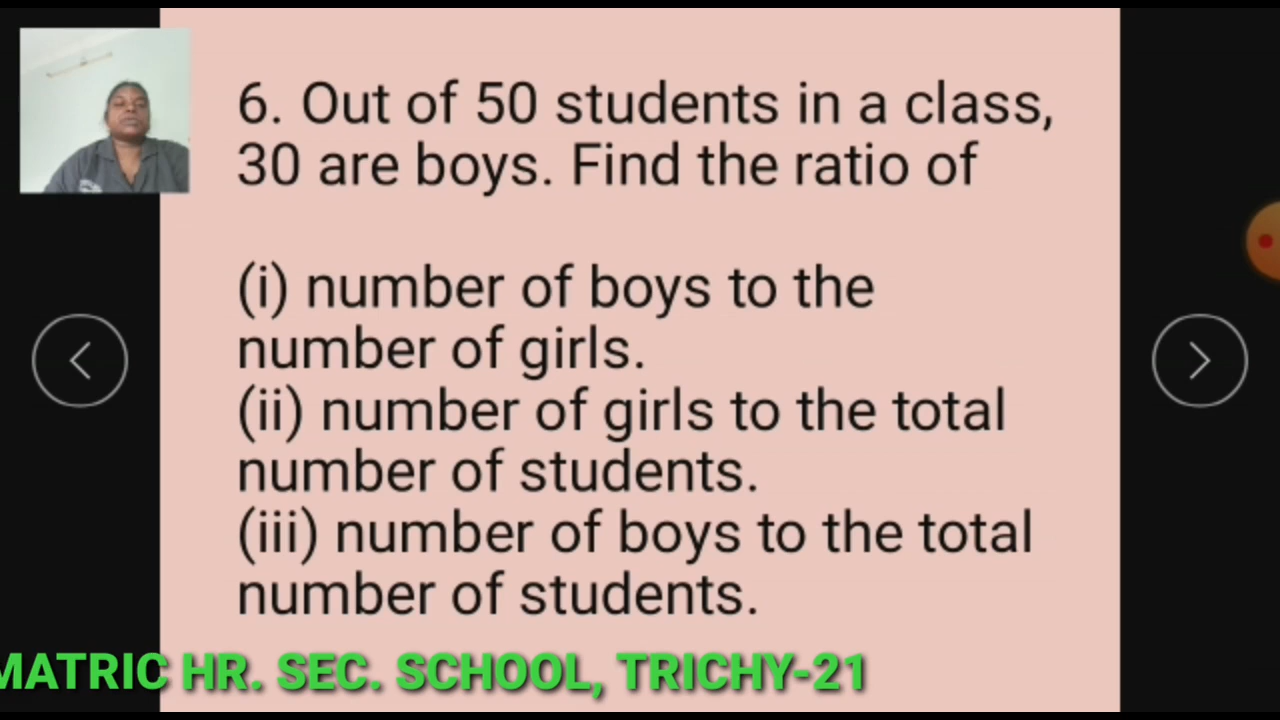 6. Out of 50 students in a class,
30 are boys. Find the ratio of
(i) number of boys to the
number of girls.
(ii) number of girls to the total
number of students.
(iii) number of boys to the total
number of students.
MATRIC HR. SEC. SCHOOL, TRICHY-21